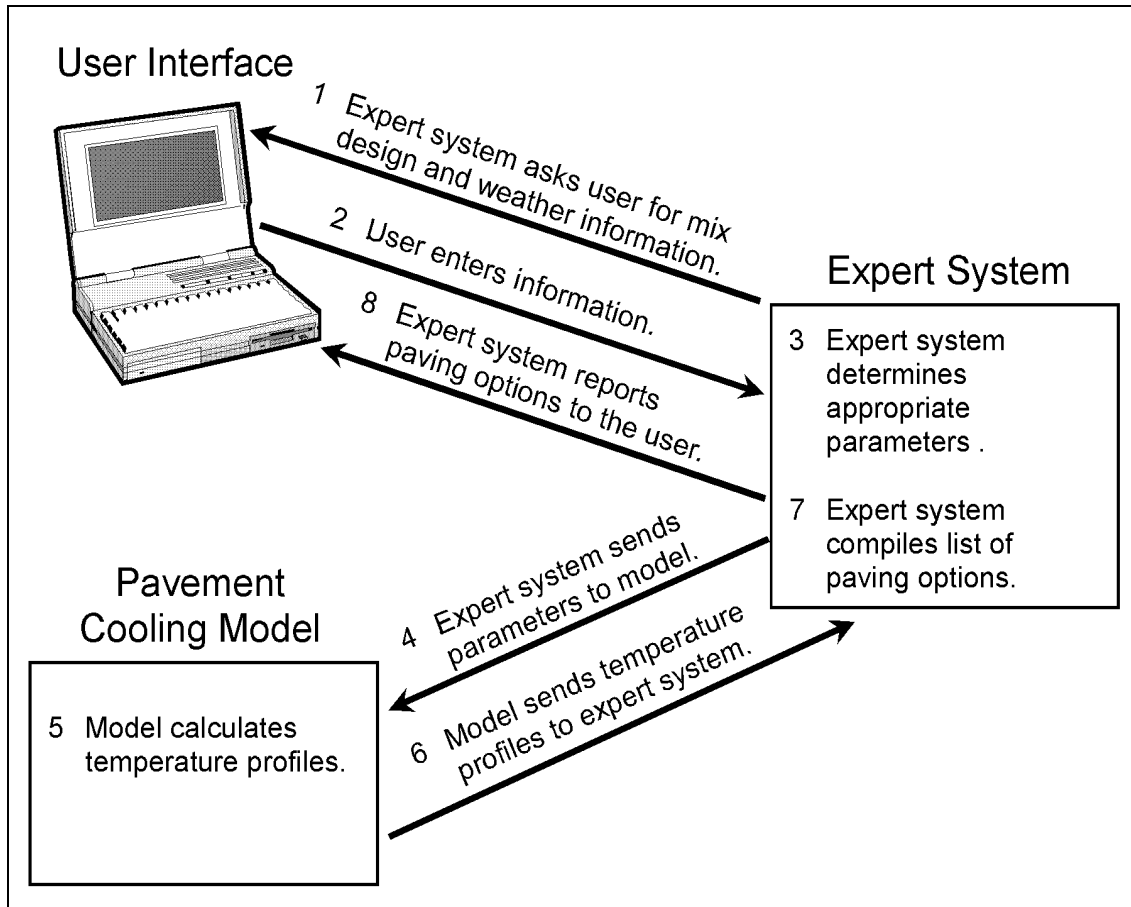 User Interface
1 Expert system asks user for mix
design and weather information.
2 User enters information.
8 Expert system reports
paving options to the user.
Expert System
3 Expert system
determines
appropriate
parameters .
7 Expert system
compiles list of
paving options.
4 Expert system sends
parameters to model.
Pavement
Cooling Model
5 Model calculates
temperature profiles.
6 Model sends temperature
profiles to expert system.